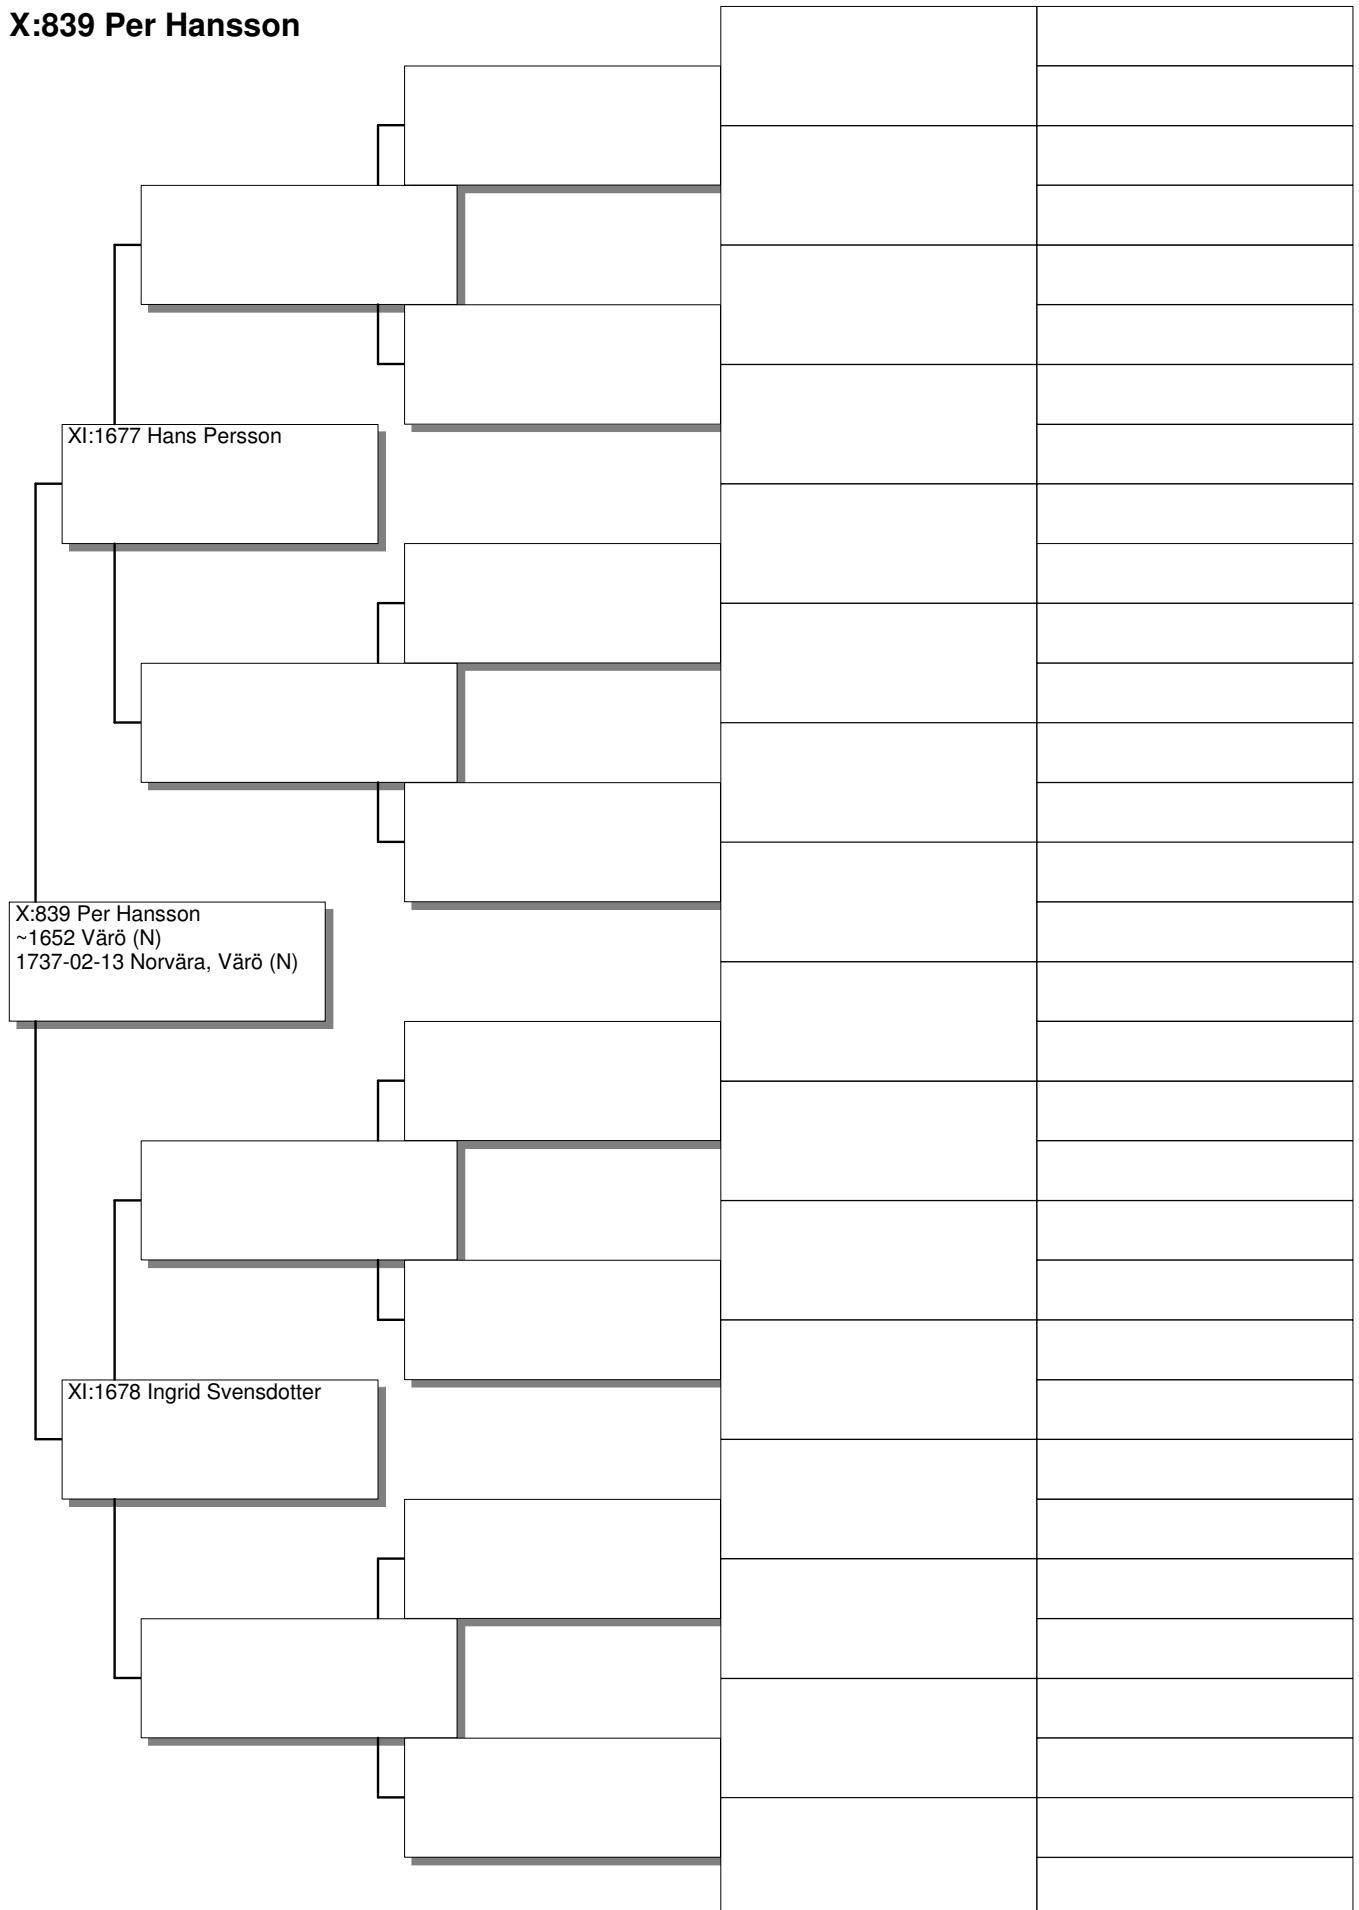 X:839 Per Hansson
XI:1677 Hans Persson
X:839 Per Hansson
~1652 Värö (N)
1737-02-13 Norvära, Värö (N)
XI:1678 Ingrid Svensdotter